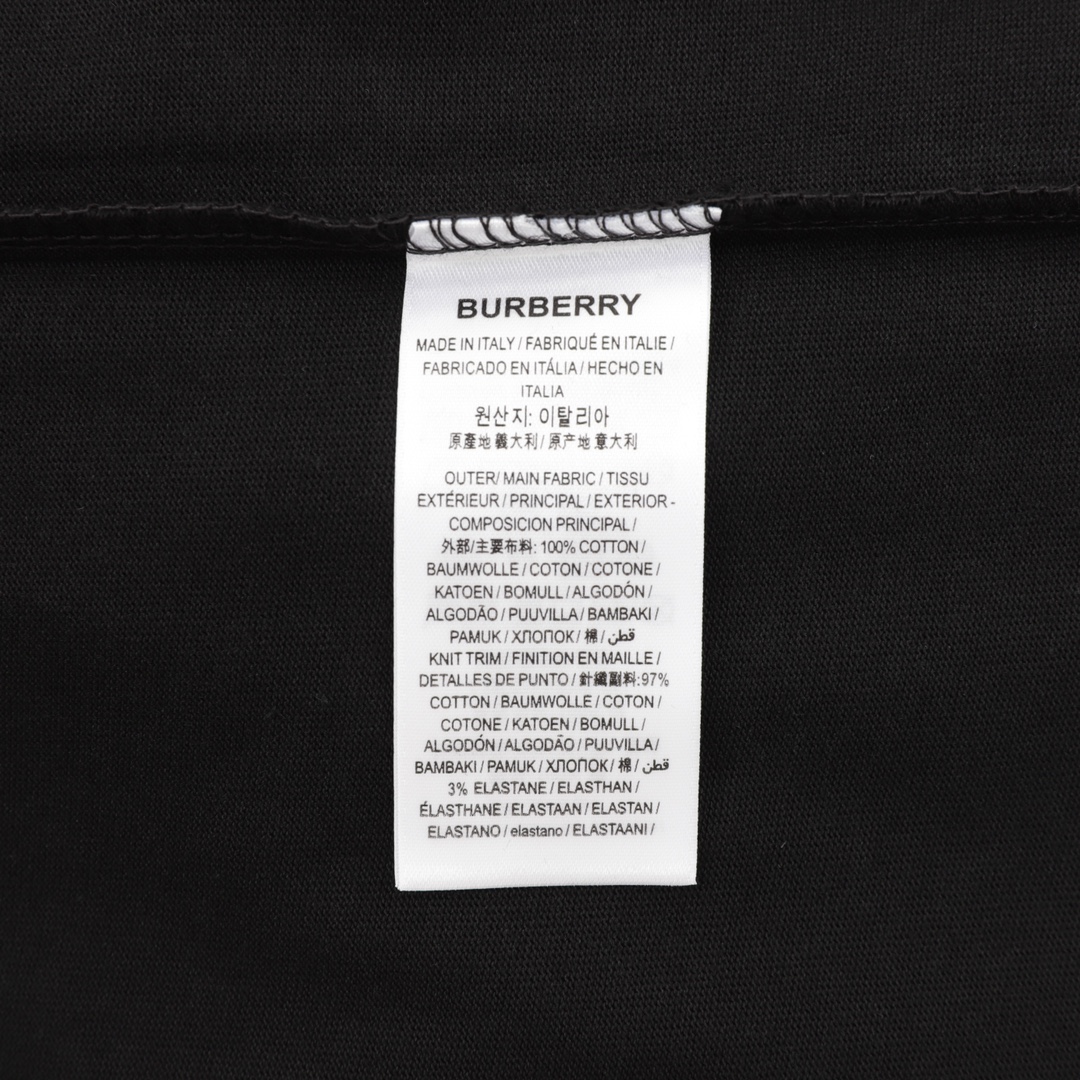 BURBERRY
MADE IN ITALY / FABRIQUÉ EN ITALIE /
FABRICADO EN ITÁLIA / HECHO EN
ITALIA
원산지: 이탈리아
原產地 義大利 / 原产地 意大利
OUTER/ MAIN FABRIC / TISSU
EXTÉRIEUR / PRINCIPAL / EXTERIOR -
COMPOSICION PRINCIPAL /
外部/主要布料: 100% COTTON /
BAUMWOLLE / COTON / COTONE /
KATOEN / BOMULL / ALGODÓN /
ALGODÃO / PUUVILLA / BAMBAKI /
PAMUK / ХЛОПОК / 棉 / قطن
KNIT TRIM / FINITION EN MAILLE /
DETALLES DE PUNTO / 針織副料:97%
COTTON / BAUMWOLLE / COTON /
COTONE / KATOEN / BOMULL /
ALGODÓN / ALGODÃO / PUUVILLA /
BAMBAKI / PAMUK / ХЛОПОК / 棉 / قطن
3% ELASTANE / ELASTHAN /
ÉLASTHANE / ELASTAAN / ELASTAN /
ELASTANO / elastano / ELASTAANI /